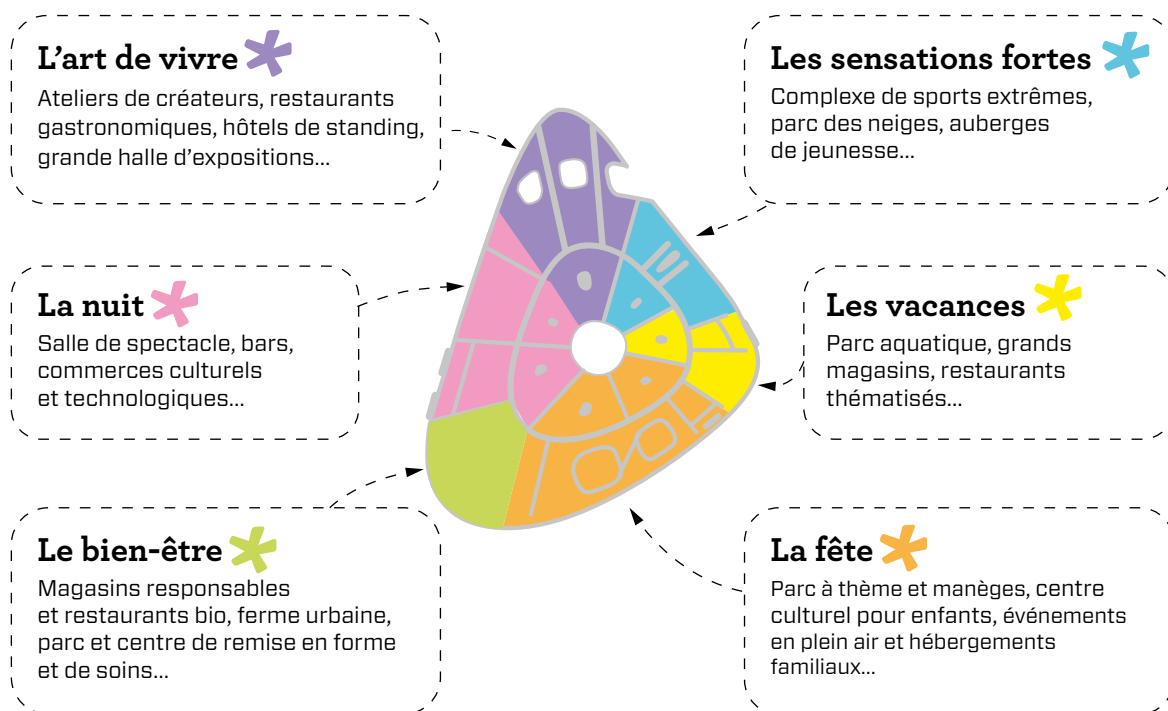 L’art de vivre
Ateliers de créateurs, restaurants
gastronomiques, hôtels de standing,
grande halle d’expositions...
Les sensations fortes
Complexe de sports extrêmes,
parc des neiges, auberges
de jeunesse...
La nuit
Salle de spectacle, bars,
commerces culturels
et technologiques...
Les vacances
Parc aquatique, grands
magasins, restaurants
thématisés...
Le bien-être
Magasins responsables
et restaurants bio, ferme urbaine,
parc et centre de remise en forme
et de soins...
La fête
Parc à thème et manèges, centre
culturel pour enfants, événements
en plein air et hébergements
familiaux...